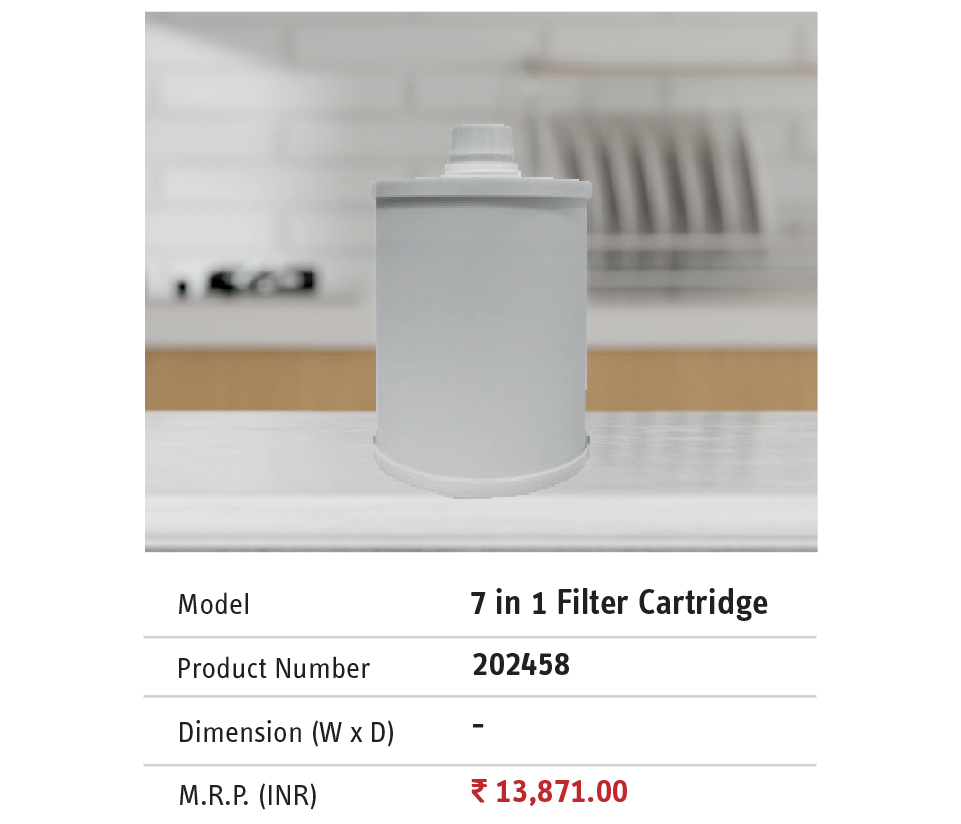 Model 7 in 1 Filter Cartridge
Product Number 202458
Dimension (W x D) -
M.R.P. (INR) ₹ 13,871.00